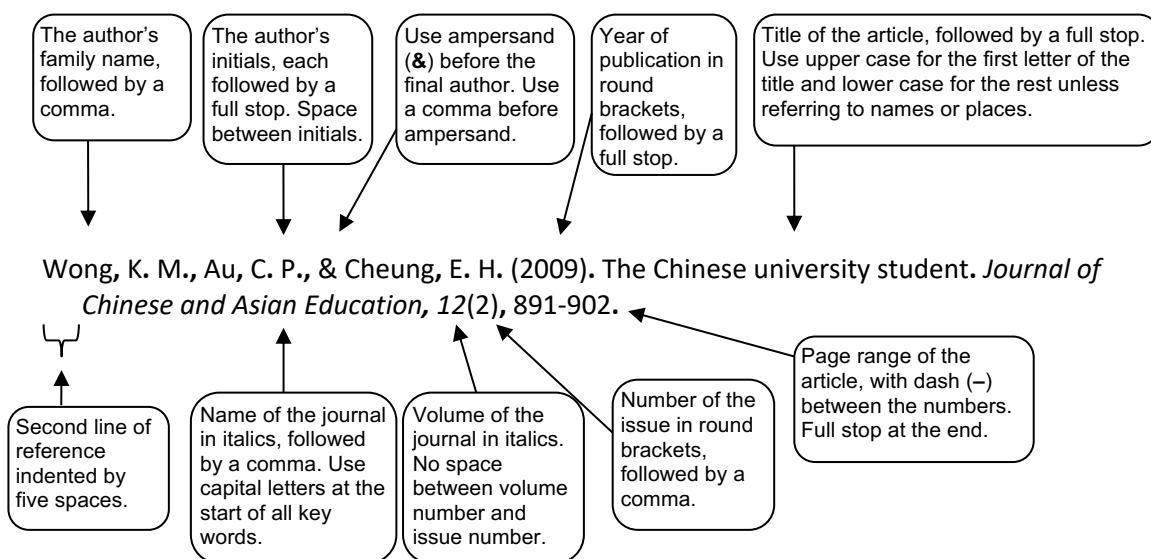 The author's
family name,
followed by a
comma.
The author's
initials, each
followed by a
full stop. Space
between initials.
Use ampersand
(&) before the
final author. Use
a comma before
ampersand.
Year of
publication in
round
brackets,
followed by a
full stop.
Title of the article, followed by a full stop.
Use upper case for the first letter of the
title and lower case for the rest unless
referring to names or places.
Wong, K. M., Au, C. P., & Cheung, E. H. (2009). The Chinese university student. Journal of
Chinese and Asian Education, 12(2), 891-902.
Second line of
reference
indented by
five spaces.
Name of the journal
in italics, followed
by a comma. Use
capital letters at the
start of all key
words.
Volume of the
journal in italics.
No space
between volume
number and
issue number.
Number of the
issue in round
brackets,
followed by a
comma.
Page range of the
article, with dash (–)
between the numbers.
Full stop at the end.